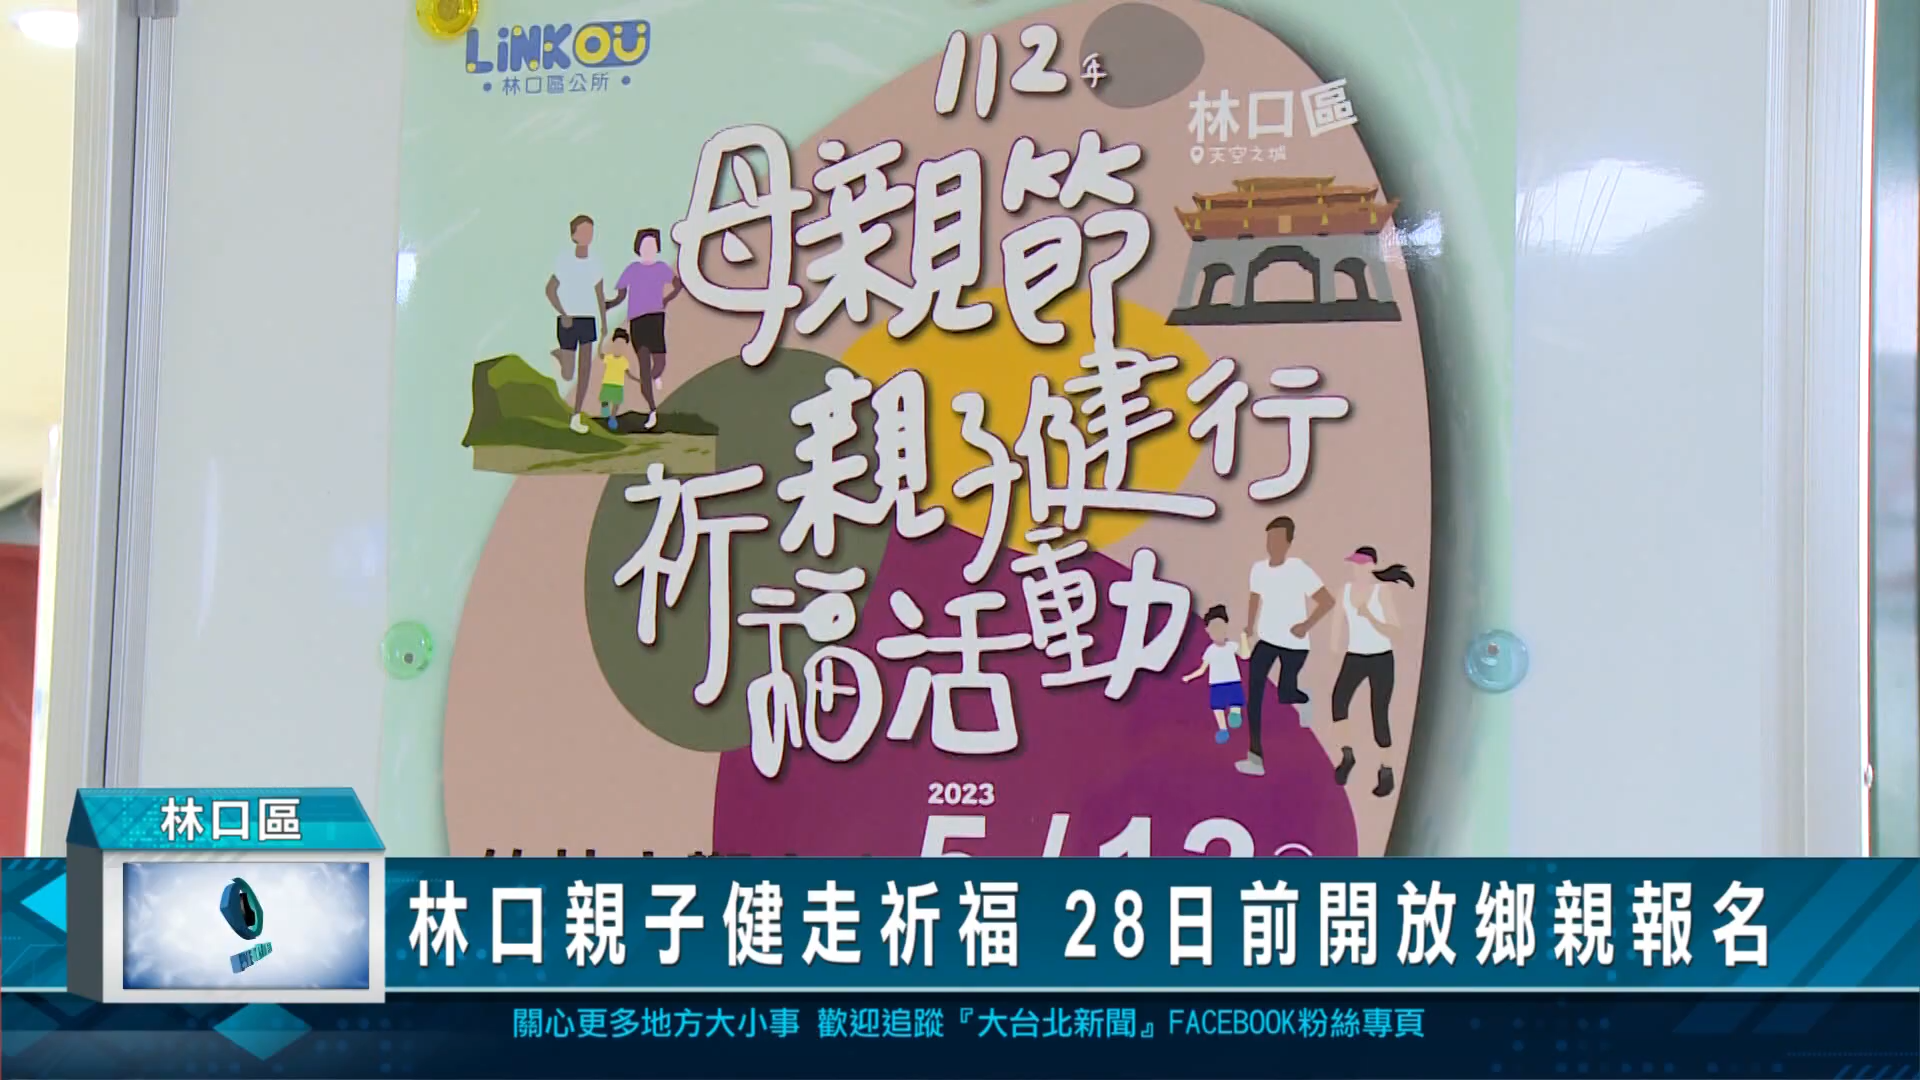 LiNKOU
• 林口區公所 •
112年
林口區
天空之城
母親節
親子健行
祈福活動
2023
林口區
林口親子健走祈福 28日前開放鄉親報名
關心更多地方大小事 歡迎追蹤『大台北新聞』FACEBOOK粉絲專頁